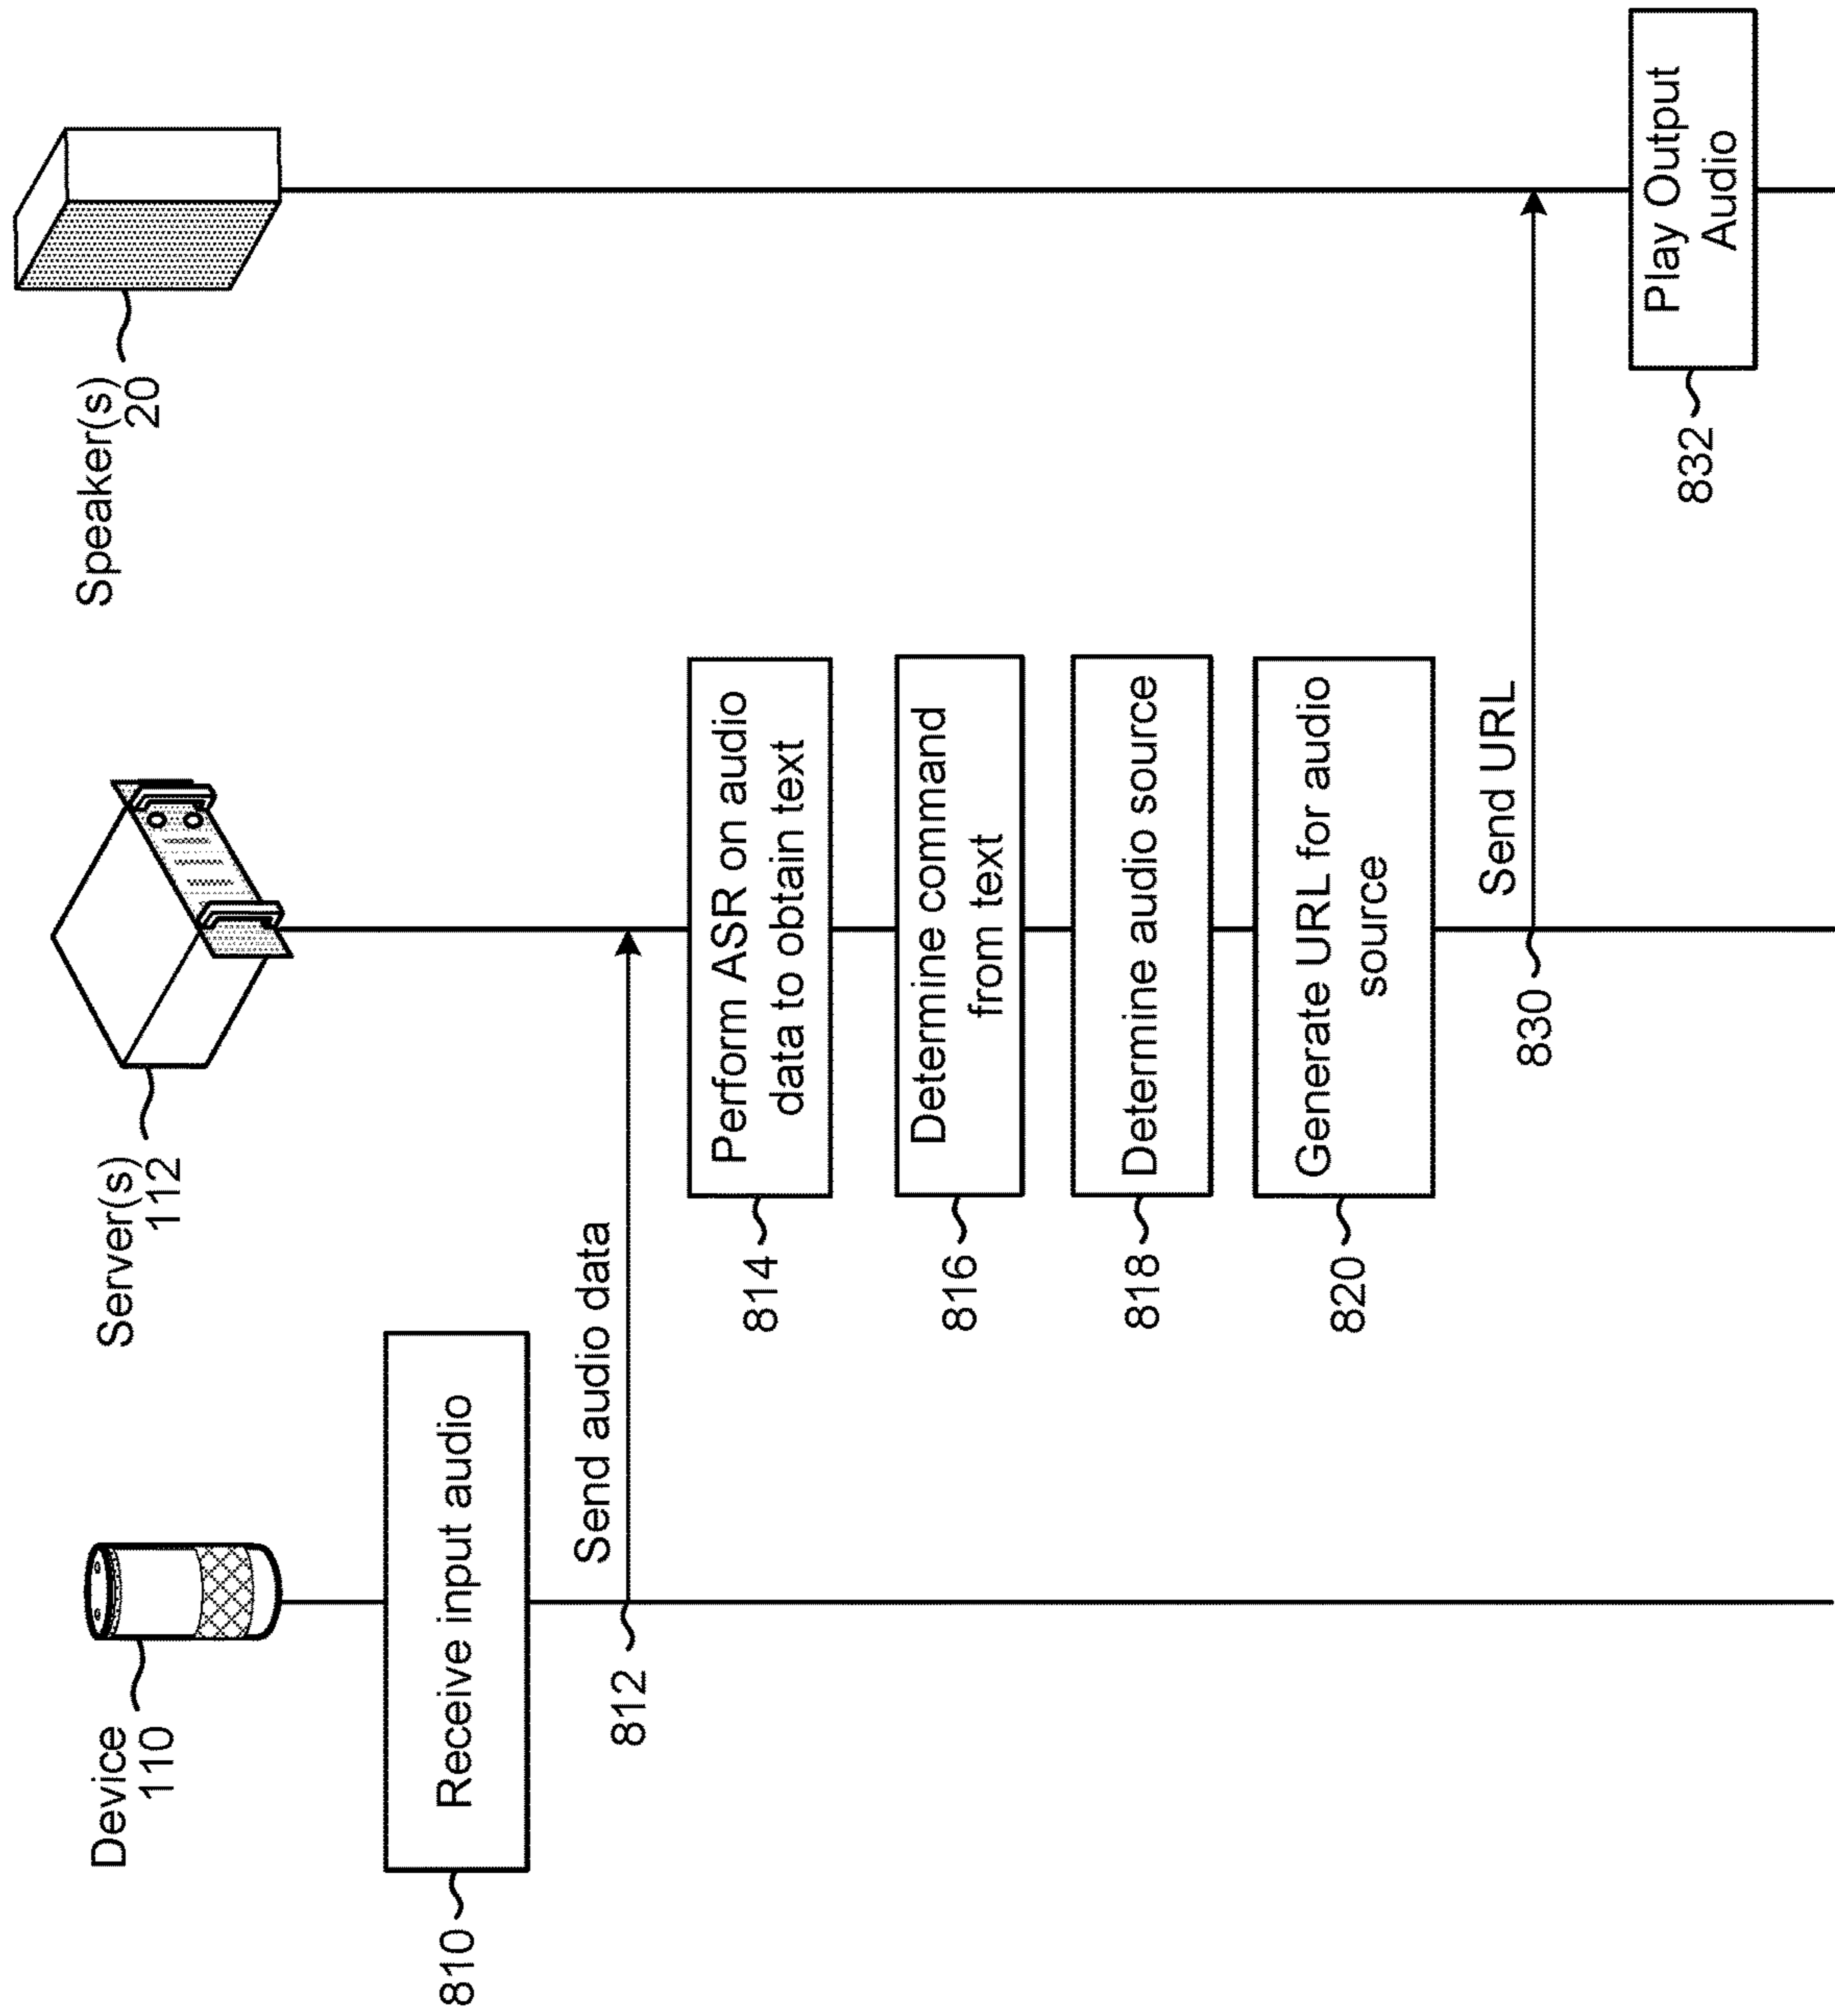 Device
110
Server(s)
112
Speaker(s)
20
810
Receive input audio
Send audio data
812
814
Perform ASR on audio
data to obtain text
816
Determine command
from text
818
Determine audio source
820
Generate URL for audio
source
Send URL
830
832
Play Output
Audio